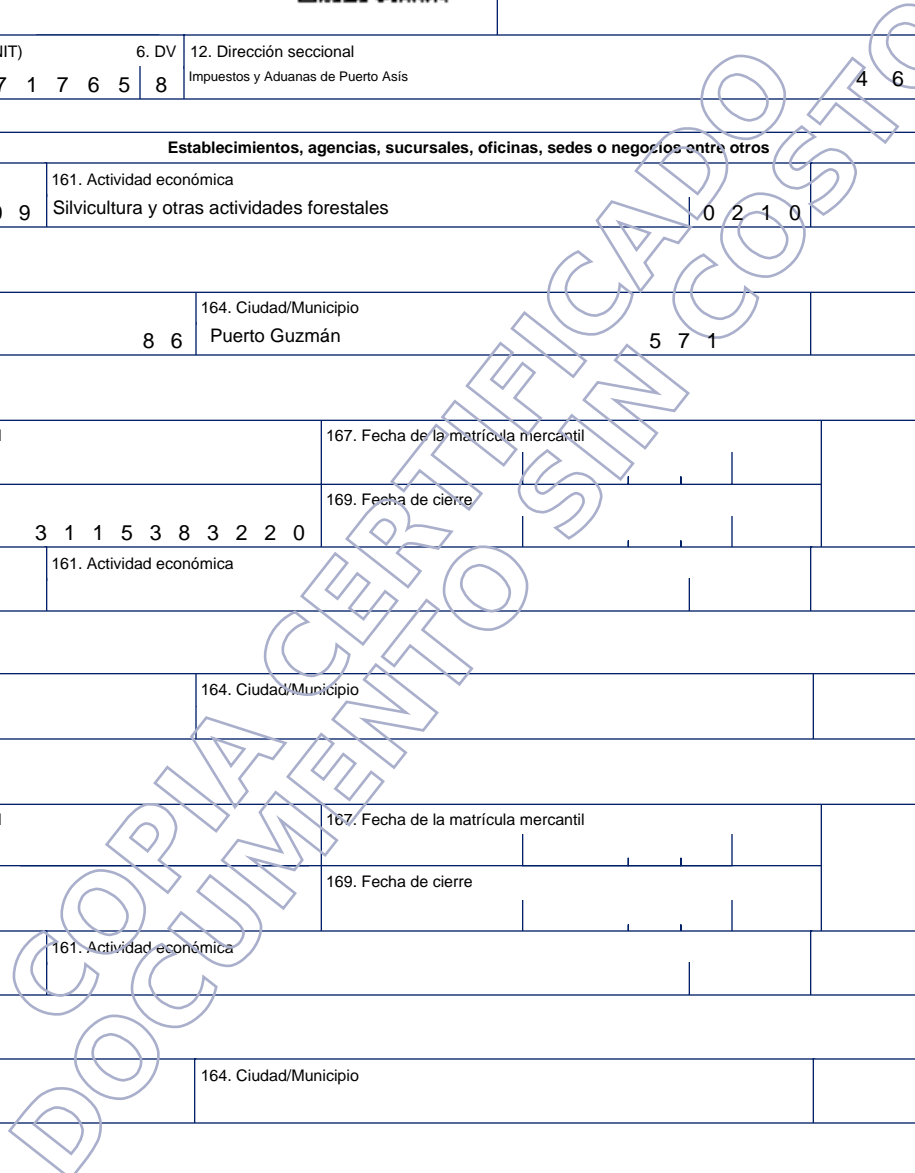 NIT) 6. DV 12. Dirección seccional
7 1 7 6 5 8 Impuestos y Aduanas de Puerto Asís 4 6
Establecimientos, agencias, sucursales, oficinas, sedes o negocios entre otros
161. Actividad económica
9 Silvicultura y otras actividades forestales 0 2 1 0
164. Ciudad/Municipio
8 6 Puerto Guzmán 5 7 1
167. Fecha de la matrícula mercantil
169. Fecha de cierre
3 1 1 5 3 8 3 2 2 0
161. Actividad económica
164. Ciudad/Municipio
167. Fecha de la matrícula mercantil
169. Fecha de cierre
161. Actividad económica
164. Ciudad/Municipio
COPIA CERTIFICADO
DOCUMENTO SIN COSTO